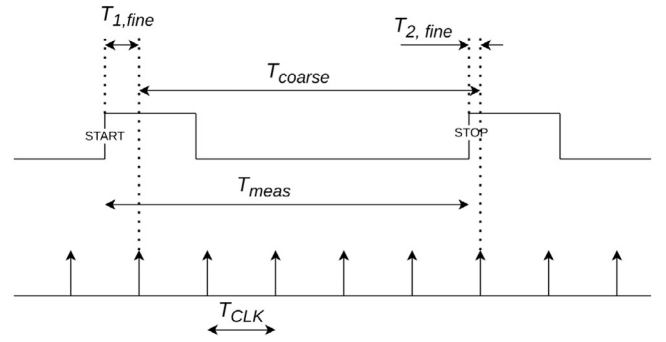 T1,fine
T2, fine
Tcoarse
START
STOP
Tmeas
TCLK